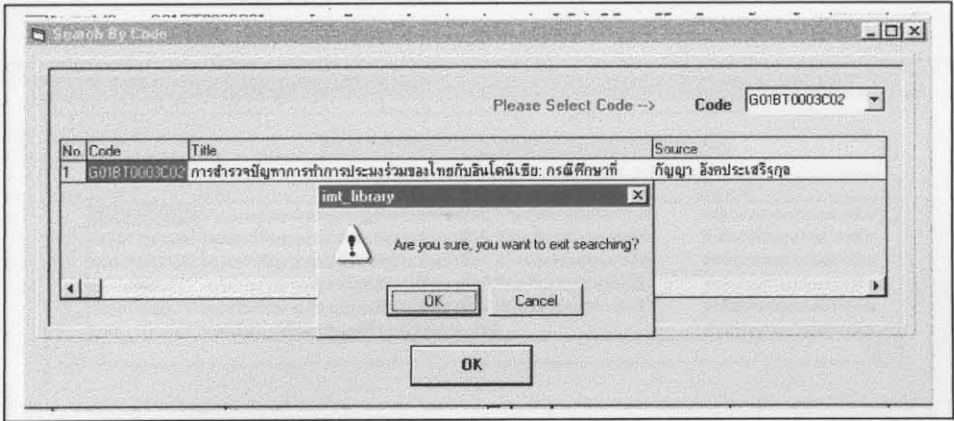 Search By Code
Please Select Code --> Code G01BT0003C02
No Code Title Source
1 G01BT0003C02 การสำรวจปัญหาการทำการประมงร่วมของไทยกับอินโดนีเซีย: กรณีศึกษาที่ กัญญา อังคประเสริฐกุล
imt_library
Are you sure, you want to exit searching?
OK Cancel
OK